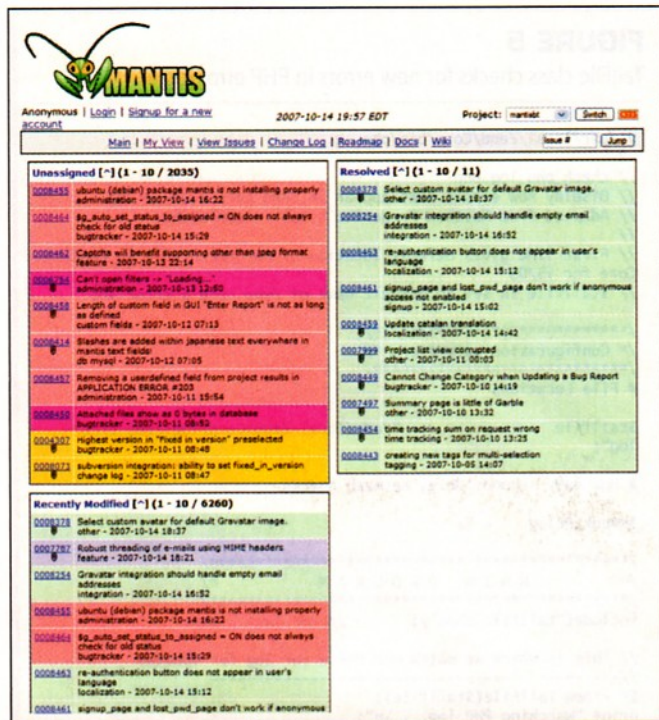 MANTIS
Anonymous | Login | Signup for a new account
2007-10-14 19:57 EDT
Project: mantisbt Switch
Main | My View | View Issues | Change Log | Roadmap | Docs | Wiki
Issue # Jump
Unassigned [^] (1 - 10 / 2035)
0008455 ubuntu (debian) package mantis is not installing properly
administration - 2007-10-14 16:22
0008464 $g_auto_set_status_to_assigned = ON does not always
check for old status
bugtracker - 2007-10-14 15:29
0008462 Captcha will benefit supporting other than jpeg format
feature - 2007-10-13 22:14
Can't open filters -> "Loading..."
administration - 2007-10-13 12:50
0008458 Length of custom field in GUI "Enter Report" is not as long
as defined
custom fields - 2007-10-12 07:13
0008414 Slashes are added within japanese text everywhere in
mantis text fields!
db mysql - 2007-10-12 07:05
0008457 Removing a userdefined field from project results in
APPLICATION ERROR #203
administration - 2007-10-11 15:54
0008450 Attached files show as 0 bytes in database
bugtracker - 2007-10-11 08:52
0004307 Highest version in "Fixed in version" preselected
bugtracker - 2007-10-11 08:48
0008073 subversion integration: ability to set fixed_in_version
change log - 2007-10-11 08:47
Resolved [^] (1 - 10 / 11)
0008378 Select custom avatar for default Gravatar image.
other - 2007-10-14 18:37
0008254 Gravatar integration should handle empty email
addresses
integration - 2007-10-14 16:52
0008463 re-authentication button does not appear in user's
language
localization - 2007-10-14 15:12
0008461 signup_page and lost_pwd_page don't work if anonymous
access not enabled
signup - 2007-10-14 15:02
0008459 Update catalan translation
localization - 2007-10-14 14:42
0007999 Project list view corrupted
other - 2007-10-11 00:03
0008449 Cannot Change Category when Updating a Bug Report
bugtracker - 2007-10-10 14:19
0007497 Summary page is little of Garble
other - 2007-10-10 13:32
0008454 time tracking sum on request wrong
time tracking - 2007-10-10 13:25
0008443 creating new tags for multi-selection
tagging - 2007-10-05 14:07
Recently Modified [^] (1 - 10 / 6260)
0008378 Select custom avatar for default Gravatar image.
other - 2007-10-14 18:37
0007787 Robust threading of e-mails using MIME headers
feature - 2007-10-14 18:21
0008254 Gravatar integration should handle empty email
addresses
integration - 2007-10-14 16:52
0008455 ubuntu (debian) package mantis is not installing properly
administration - 2007-10-14 16:22
0008464 $g_auto_set_status_to_assigned = ON does not always
check for old status
bugtracker - 2007-10-14 15:29
0008463 re-authentication button does not appear in user's
language
localization - 2007-10-14 15:12
0008461 signup_page and lost_pwd_page don't work if anonymous